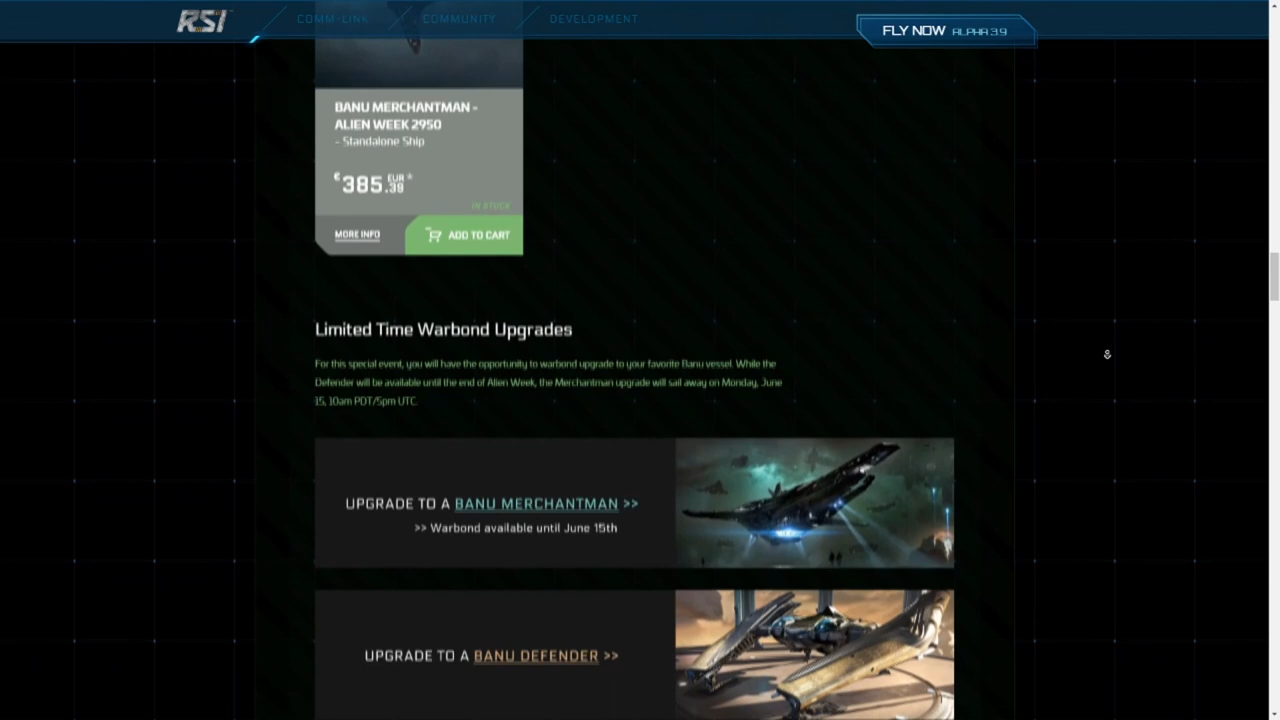 RSI
COMM-LINK
COMMUNITY
DEVELOPMENT
FLY NOW ALPHA 3.9
BANU MERCHANTMAN -
ALIEN WEEK 2950
- Standalone Ship
€385.39 EUR *
IN STOCK
MORE INFO
ADD TO CART
Limited Time Warbond Upgrades
For this special event, you will have the opportunity to warbond upgrade to your favorite Banu vessel. While the
Defender will be available until the end of Alien Week, the Merchantman upgrade will sail away on Monday, June
15, 10am PDT/5pm UTC.
UPGRADE TO A BANU MERCHANTMAN >>
>> Warbond available until June 15th
UPGRADE TO A BANU DEFENDER >>